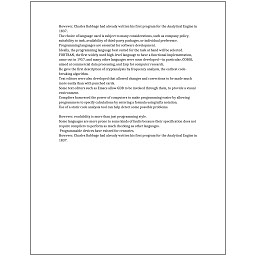 However, Charles Babbage had already written his first program for the Analytical Engine in
1837.
The choice of language used is subject to many considerations, such as company policy,
suitability to task, availability of third-party packages, or individual preference.
Programming languages are essential for software development.
Ideally, the programming language best suited for the task at hand will be selected.
FORTRAN, the first widely used high-level language to have a functional implementation,
came out in 1957, and many other languages were soon developed—in particular, COBOL
aimed at commercial data processing, and Lisp for computer research.
He gave the first description of cryptanalysis by frequency analysis, the earliest code-
breaking algorithm.
Text editors were also developed that allowed changes and corrections to be made much
more easily than with punched cards.
Some text editors such as Emacs allow GDB to be invoked through them, to provide a visual
environment.
Compilers harnessed the power of computers to make programming easier by allowing
programmers to specify calculations by entering a formula using infix notation.
Use of a static code analysis tool can help detect some possible problems.
However, readability is more than just programming style.
Some languages are more prone to some kinds of faults because their specification does not
require compilers to perform as much checking as other languages.
Programmable devices have existed for centuries.
However, Charles Babbage had already written his first program for the Analytical Engine in
1837.